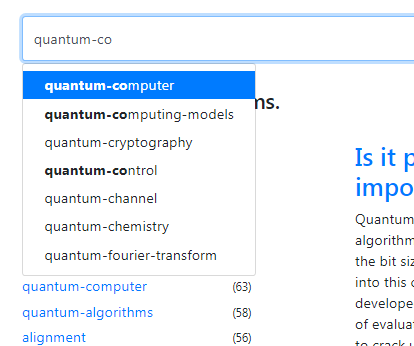 quantum-co
quantum-computer
quantum-computing-models
quantum-cryptography
quantum-control
quantum-channel
quantum-chemistry
quantum-fourier-transform
ms.
quantum-computer (63)
quantum-algorithms (58)
alignment (56)
Is it p
impo
Quantum
algorithm
the bit siz
into this c
develope
of evaluat
to crack u